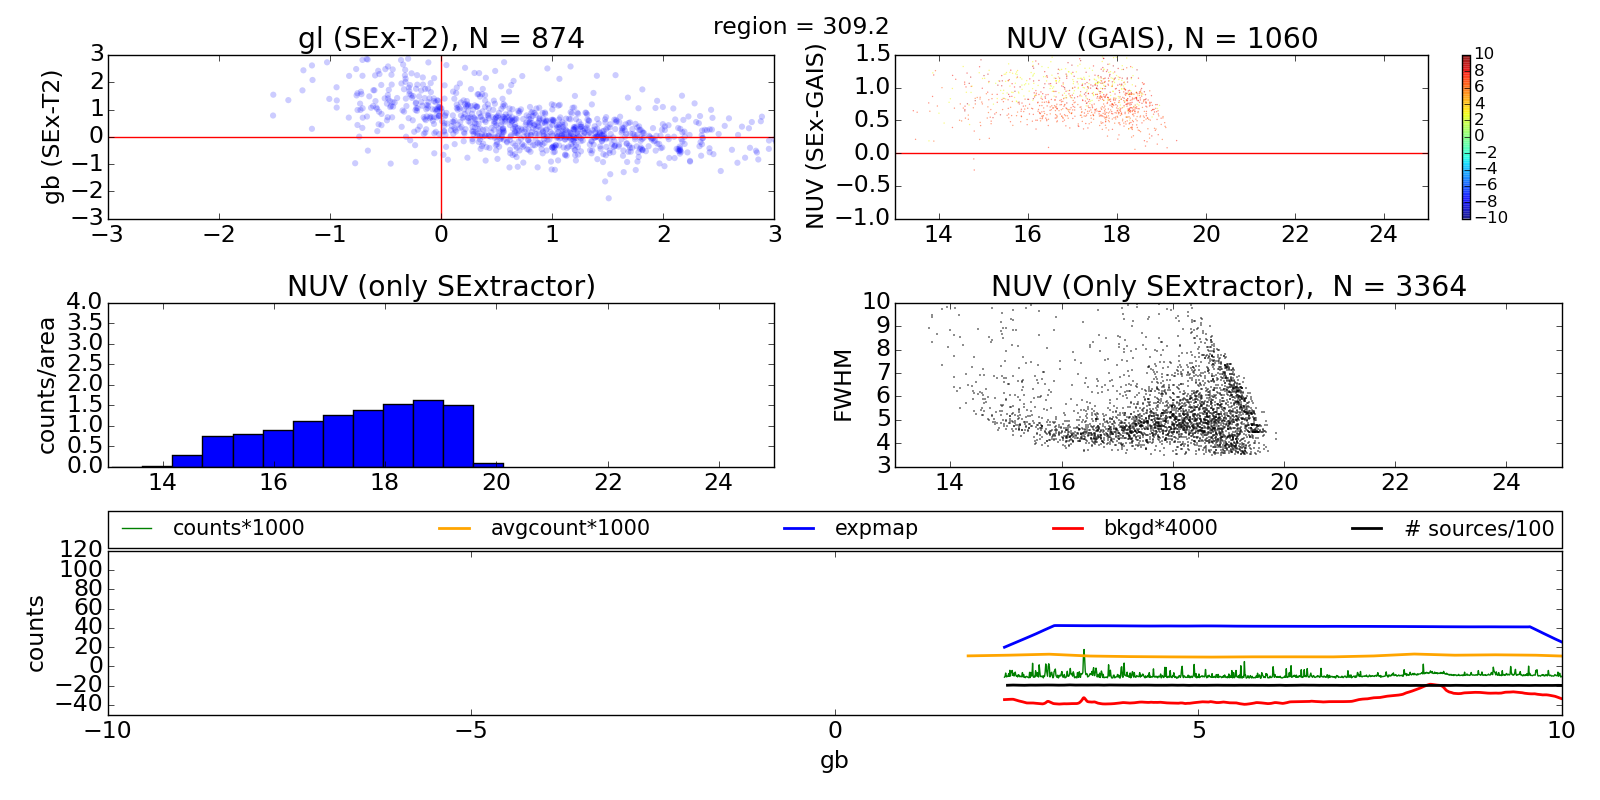 region = 309.2
gl (SEx-T2), N = 874
gb (SEx-T2)
3
2
1
0
−1
−2
−3
−3 −2 −1 0 1 2 3
NUV (GAIS), N = 1060
NUV (SEx-GAIS)
1.5
1.0
0.5
0.0
−0.5
−1.0
14 16 18 20 22 24
10
8
6
4
2
0
−2
−4
−6
−8
−10
NUV (only SExtractor)
counts/area
4.0
3.5
3.0
2.5
2.0
1.5
1.0
0.5
0.0
14 16 18 20 22 24
NUV (Only SExtractor), N = 3364
FWHM
10
9
8
7
6
5
4
3
14 16 18 20 22 24
counts*1000 avgcount*1000 expmap bkgd*4000 # sources/100
counts
120
100
80
60
40
20
0
−20
−40
−10 −5 0 5 10
gb